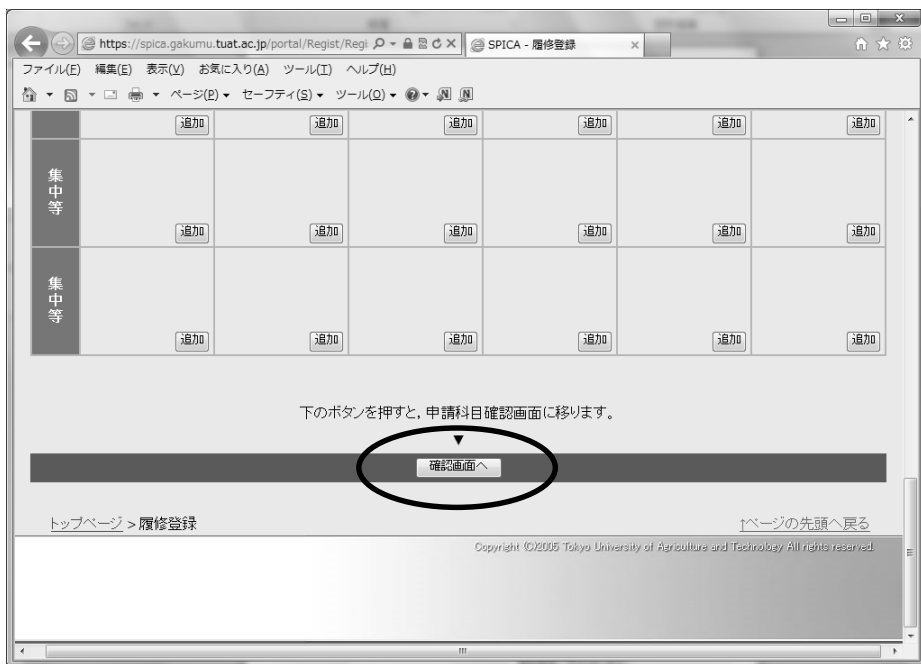 https://spica.gakumu.tuat.ac.jp/portal/Regist/Regi
SPICA - 履修登録
ファイル(F) 編集(E) 表示(V) お気に入り(A) ツール(T) ヘルプ(H)
ページ(P) セーフティ(S) ツール(O)
追加 追加 追加 追加 追加 追加
集中等
追加 追加 追加 追加 追加 追加
集中等
追加 追加 追加 追加 追加 追加
下のボタンを押すと,申請科目確認画面に移ります。
▼
確認画面へ
トップページ > 履修登録
↑ページの先頭へ戻る
Copyright (C)2005 Tokyo University of Agriculture and Technology All rights reserved.